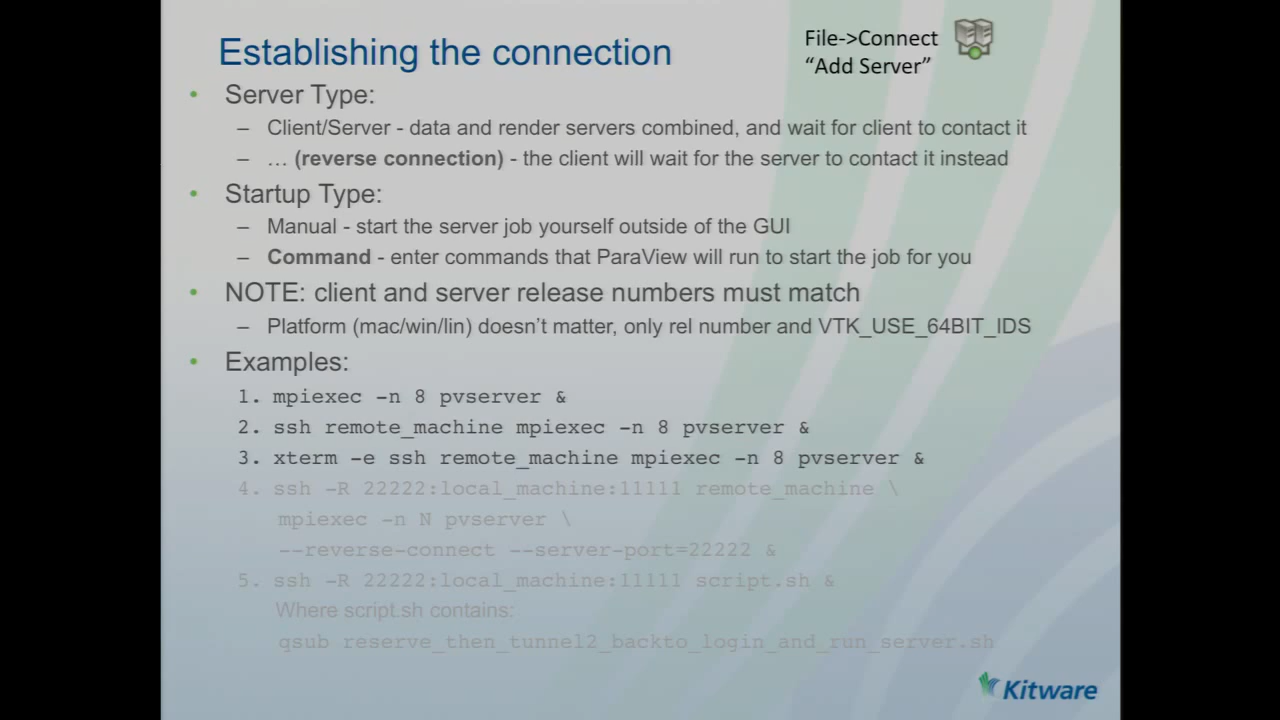 Establishing the connection
File->Connect
“Add Server”
• Server Type:
– Client/Server - data and render servers combined, and wait for client to contact it
– … (reverse connection) - the client will wait for the server to contact it instead
• Startup Type:
– Manual - start the server job yourself outside of the GUI
– Command - enter commands that ParaView will run to start the job for you
• NOTE: client and server release numbers must match
– Platform (mac/win/lin) doesn’t matter, only rel number and VTK_USE_64BIT_IDS
• Examples:
1. mpiexec -n 8 pvserver &
2. ssh remote_machine mpiexec -n 8 pvserver &
3. xterm -e ssh remote_machine mpiexec -n 8 pvserver &
4. ssh -R 22222:local_machine:11111 remote_machine \
mpiexec -n N pvserver \
--reverse-connect --server-port=22222 &
5. ssh -R 22222:local_machine:11111 script.sh &
Where script.sh contains:
qsub reserve_then_tunnel2_backto_login_and_run_server.sh
Kitware